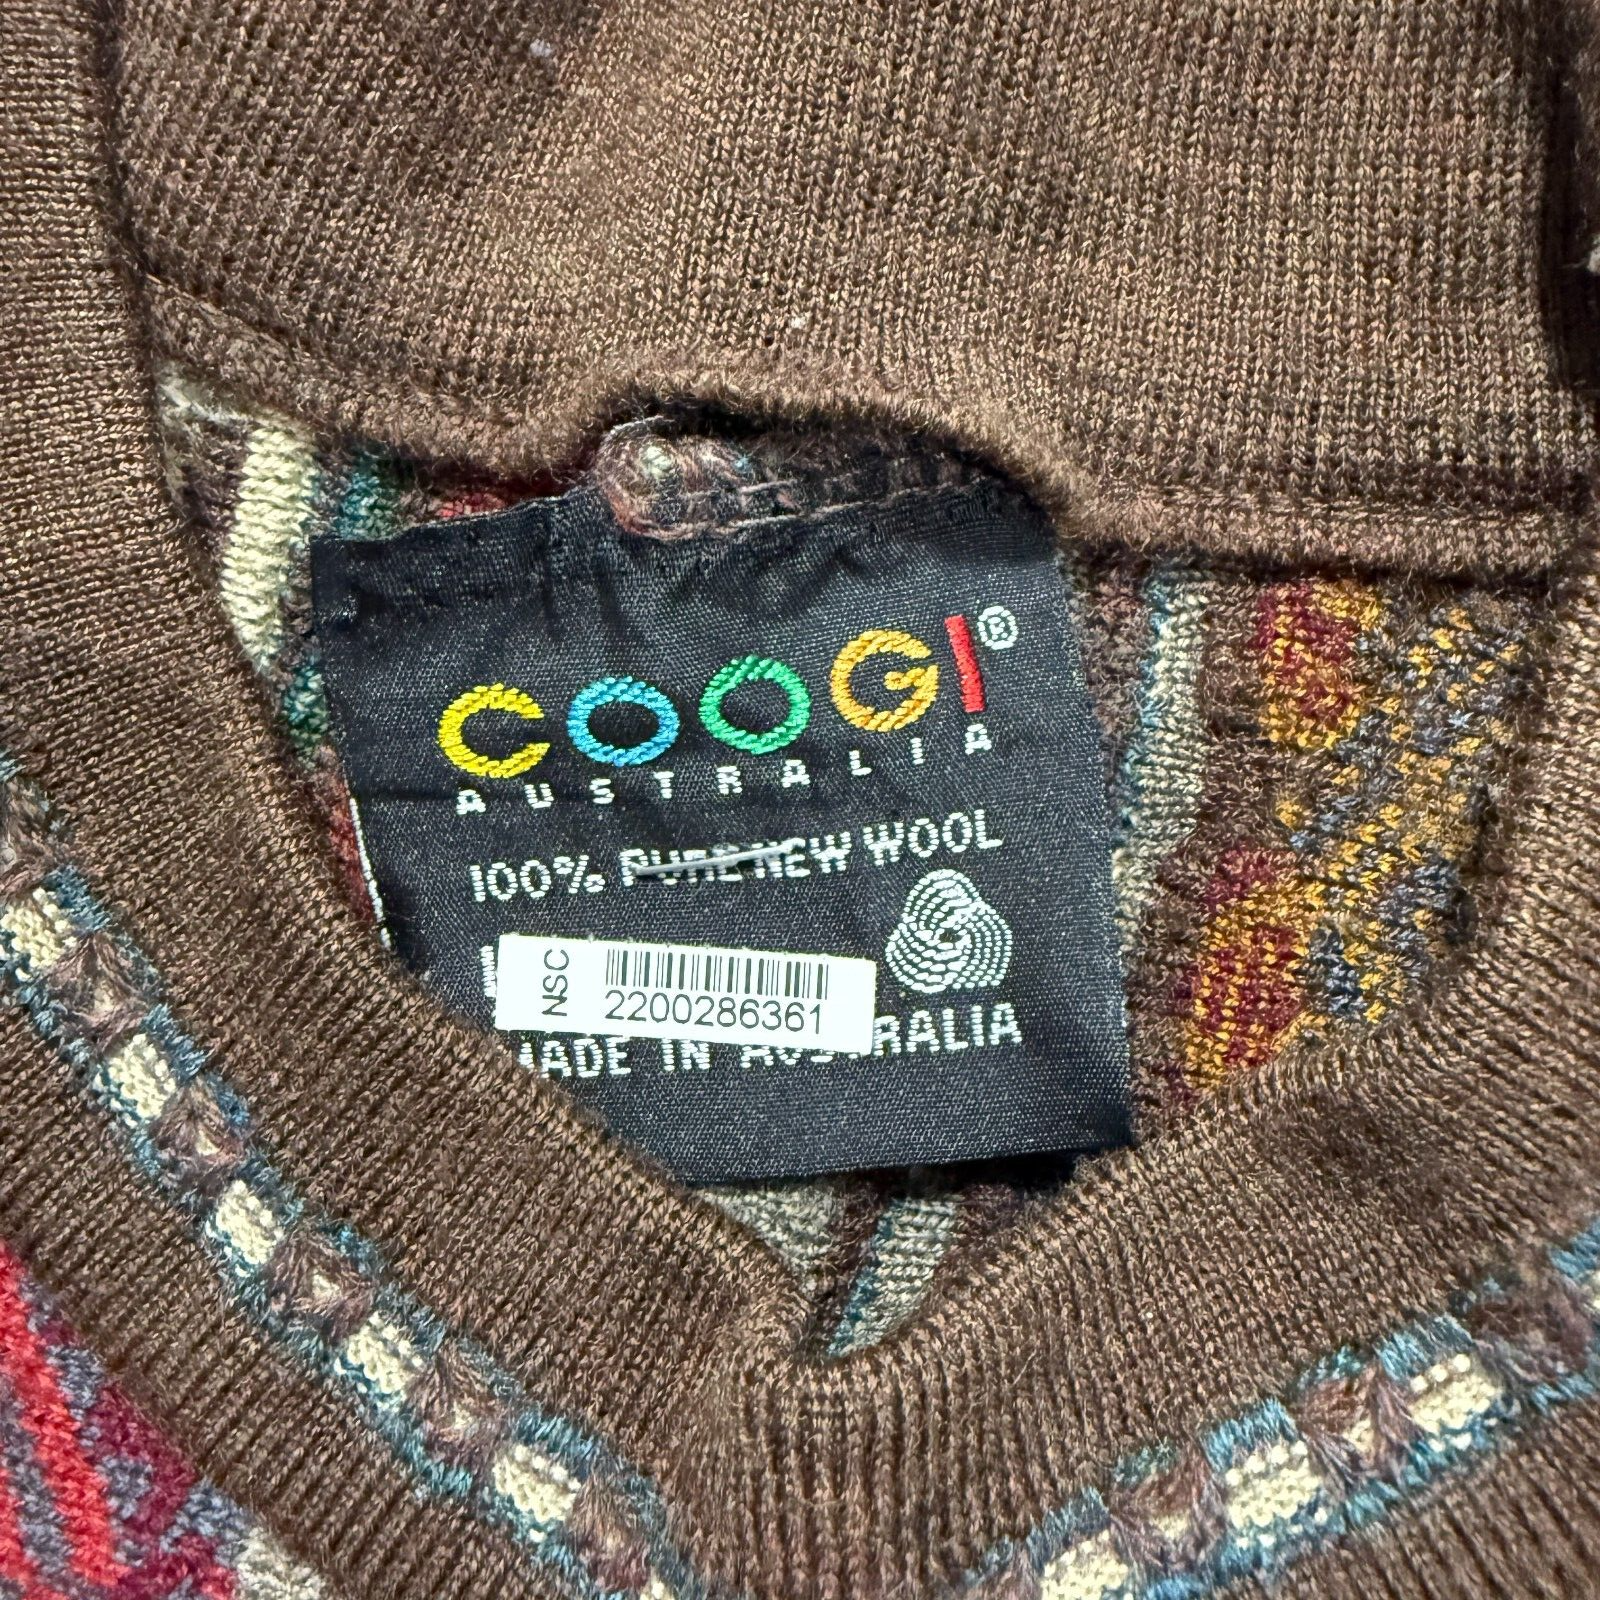 COOGI®
AUSTRALIA
100% PURE NEW WOOL
NSC
2200286361
MADE IN AUSTRALIA